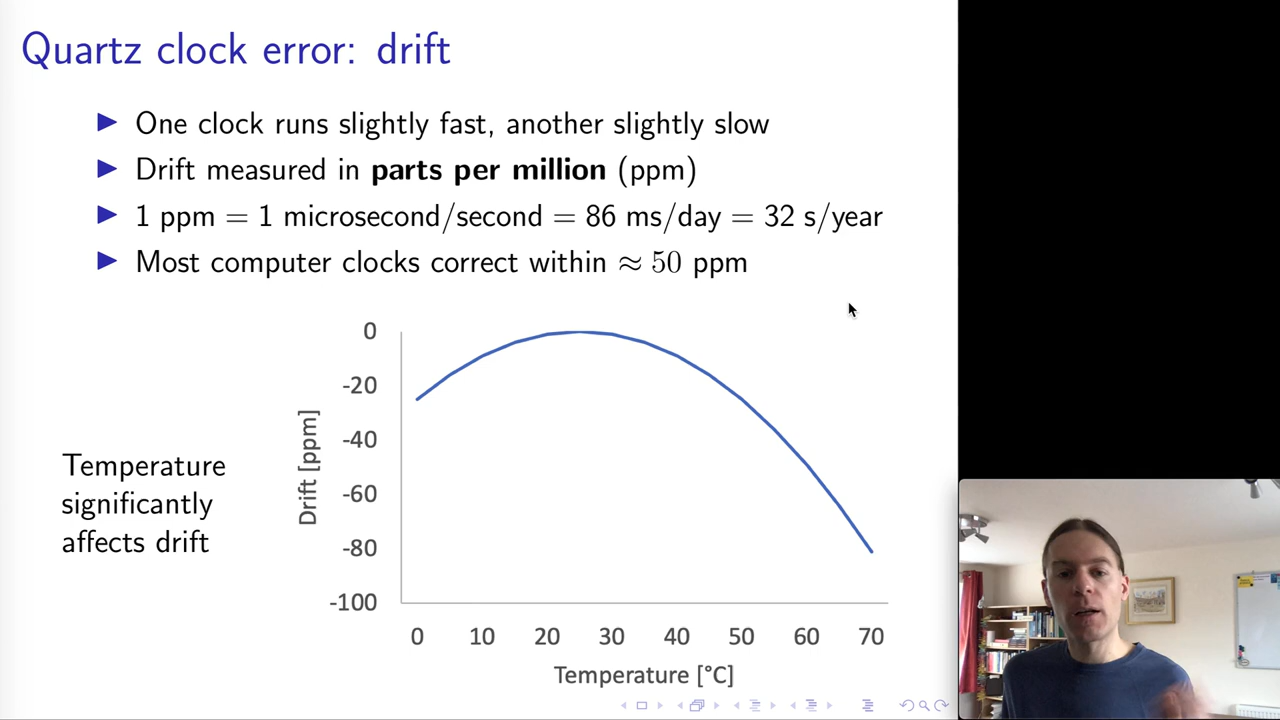 Quartz clock error: drift
One clock runs slightly fast, another slightly slow
Drift measured in parts per million (ppm)
1 ppm = 1 microsecond/second = 86 ms/day = 32 s/year
Most computer clocks correct within ≈ 50 ppm
Temperature
significantly
affects drift
Drift [ppm]
0
-20
-40
-60
-80
-100
0 10 20 30 40 50 60 70
Temperature [°C]